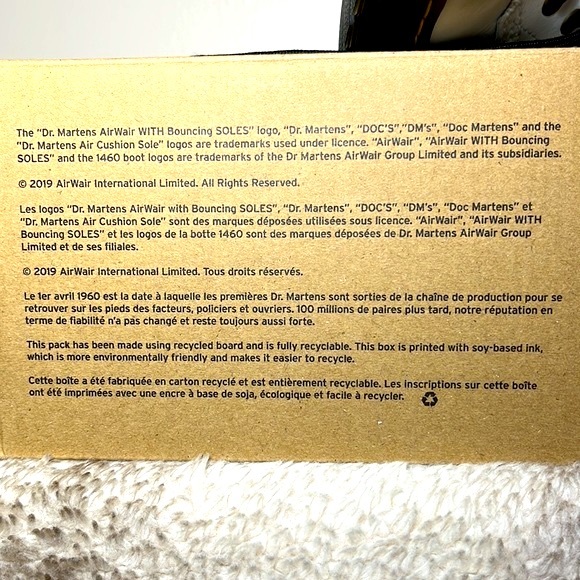 The "Dr. Martens AirWair WITH Bouncing SOLES" logo, "Dr. Martens", "DOC'S","DM's", "Doc Martens" and the
"Dr. Martens Air Cushion Sole" logos are trademarks used under licence. "AirWair", "AirWair WITH Bouncing
SOLES" and the 1460 boot logos are trademarks of the Dr Martens AirWair Group Limited and its subsidiaries.
© 2019 AirWair International Limited. All Rights Reserved.
Les logos "Dr. Martens AirWair with Bouncing SOLES", "Dr. Martens", "DOC'S", "DM's", "Doc Martens" et
"Dr. Martens Air Cushion Sole" sont des marques déposées utilisées sous licence. "AirWair", "AirWair WITH
Bouncing SOLES" et les logos de la botte 1460 sont des marques déposées de Dr. Martens AirWair Group
Limited et de ses filiales.
© 2019 AirWair International Limited. Tous droits réservés.
Le 1er avril 1960 est la date à laquelle les premières Dr. Martens sont sorties de la chaîne de production pour se
retrouver sur les pieds des facteurs, policiers et ouvriers. 100 millions de paires plus tard, notre réputation en
terme de fiabilité n'a pas changé et reste toujours aussi forte.
This pack has been made using recycled board and is fully recyclable. This box is printed with soy-based ink,
which is more environmentally friendly and makes it easier to recycle.
Cette boîte a été fabriquée en carton recyclé et est entièrement recyclable. Les inscriptions sur cette boîte
ont été imprimées avec une encre à base de soja, écologique et facile à recycler.